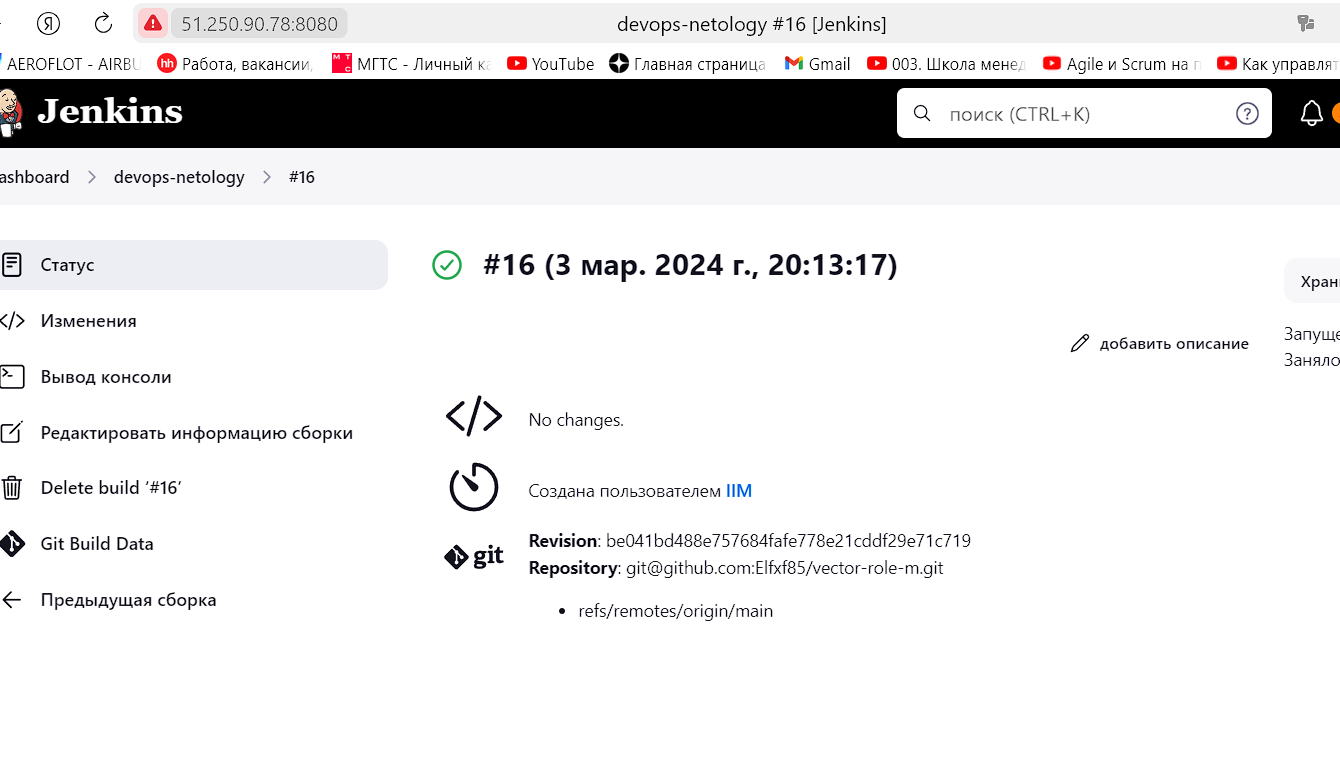 Я 51.250.90.78:8080 devops-netology #16 [Jenkins]
AEROFLOT - AIRBU hh Работа, вакансии, МТС МГТС - Личный ка YouTube Главная страница Gmail 003. Школа менед Agile и Scrum на п Как управлят
Jenkins поиск (CTRL+K) ?
ashboard devops-netology #16
Статус
#16 (3 мар. 2024 г., 20:13:17)
Хран
Изменения
добавить описание
Запуще
Заняло
Вывод консоли
No changes.
Редактировать информацию сборки
Delete build ‘#16’
Создана пользователем IIM
Git Build Data
git
Revision: be041bd488e757684fafe778e21cddf29e71c719
Repository: git@github.com:Elfxf85/vector-role-m.git
Предыдущая сборка
refs/remotes/origin/main